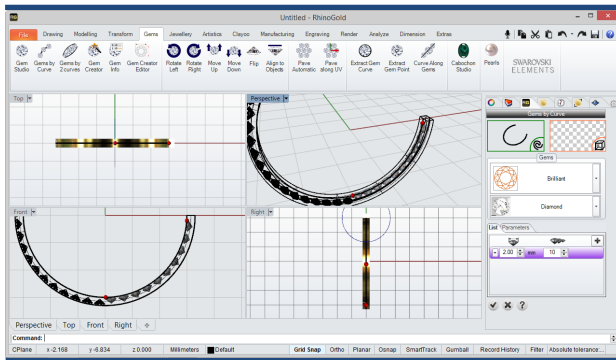 Untitled - RhinoGold
File Drawing Modelling Transform Gems Jewellery Artistics Clayoo Manufacturing Engraving Render Analyze Dimension Extras
Gem Studio
Gems by Curve
Gems by 2 curves
Gem Creator
Gem Info
Gem Creator Editor
Rotate Left
Rotate Right
Move Up
Move Down
Flip
Align to Objects
Pave Automatic
Pave along UV
Extract Gem Curve
Extract Gem Point
Curve Along Gems
Cabochon Studio
Pearls
SWAROVSKI
ELEMENTS
Top
Perspective
Front
Right
Gems by Curve
Gems
Brilliant
Diamond
List Parameters
2.00 mm 10
Perspective Top Front Right
Command:
CPlane x -2.168 y -6.834 z 0.000 Millimeters Default Grid Snap Ortho Planar Osnap SmartTrack Gumball Record History Filter Absolute tolerance:...